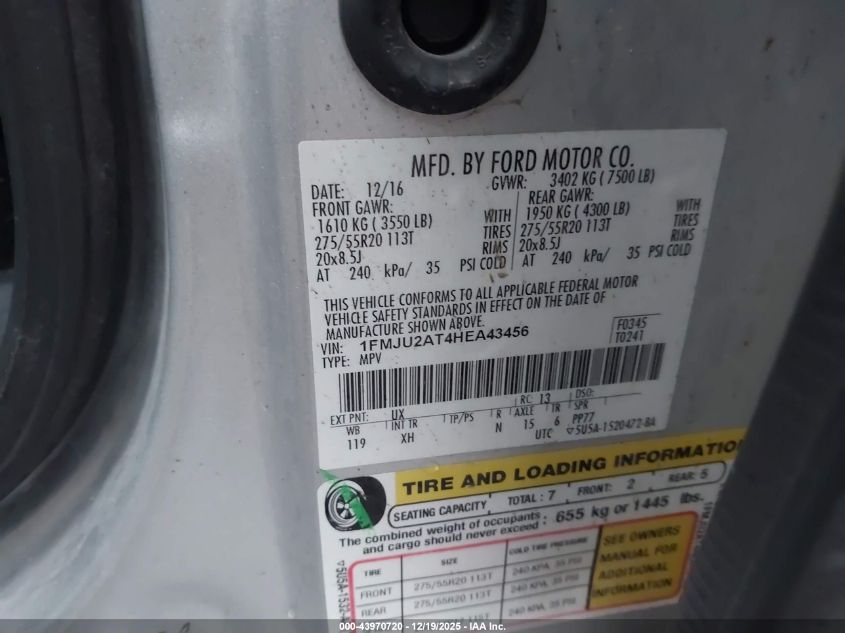 MFD. BY FORD MOTOR CO.
DATE: 12/16 GVWR: 3402 KG ( 7500 LB)
FRONT GAWR: REAR GAWR:
1610 KG ( 3550 LB) WITH 1950 KG ( 4300 LB) WITH
275/55R20 113T TIRES 275/55R20 113T TIRES
20x8.5J RIMS 20x8.5J RIMS
AT 240 kPa/ 35 PSI COLD AT 240 kPa/ 35 PSI COLD
THIS VEHICLE CONFORMS TO ALL APPLICABLE FEDERAL MOTOR
VEHICLE SAFETY STANDARDS IN EFFECT ON THE DATE OF
MANUFACTURE SHOWN ABOVE.
VIN: 1FMJU2AT4HEA43456 F0345
TYPE: MPV T0241
EXT PNT: UX RC: 13 DSO:
WB INT TR TP/PS R AXLE TR SPR
119 XH N 15 6 PP77
UTC ▽5U5A-1520472-BA
TIRE AND LOADING INFORMATION
SEATING CAPACITY TOTAL : 7 FRONT: 2 REAR: 5
The combined weight of occupants
and cargo should never exceed : 655 kg or 1445 lbs.
TIRE SIZE COLD TIRE PRESSURE
FRONT 275/55R20 113T 240 KPA, 35 PSI
REAR 275/55R20 113T 240 KPA, 35 PSI
240 KPA, 35 PSI
SEE OWNERS
MANUAL FOR
ADDITIONAL
INFORMATION
000-43970720 - 12/19/2025 - IAA Inc.